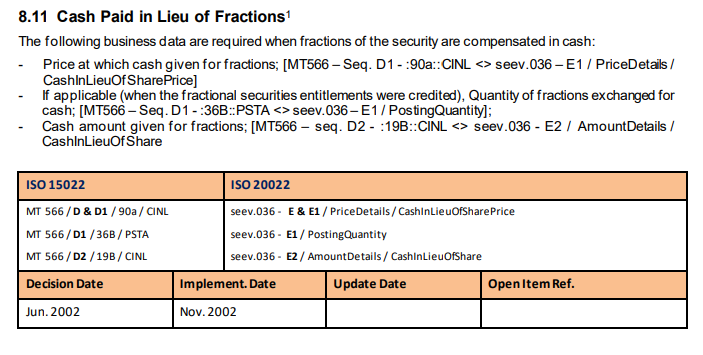 8.11 Cash Paid in Lieu of Fractions¹
The following business data are required when fractions of the security are compensated in cash:
- Price at which cash given for fractions; [MT566 – Seq. D1 - :90a::CINL <> seev.036 – E1 / PriceDetails /
CashInLieuOfSharePrice]
- If applicable (when the fractional securities entitlements were credited), Quantity of fractions exchanged for
cash; [MT566 – Seq. D1 - :36B::PSTA <> seev.036 – E1 / PostingQuantity];
- Cash amount given for fractions; [MT566 – seq. D2 - :19B::CINL <> seev.036 - E2 / AmountDetails /
CashInLieuOfShare
ISO 15022 ISO 20022
MT 566 / D & D1 / 90a / CINL seev.036 - E & E1 / PriceDetails / CashInLieuOfSharePrice
MT 566 / D1 / 36B / PSTA seev.036 - E1 / PostingQuantity
MT 566 / D2 / 19B / CINL seev.036 - E2 / AmountDetails / CashInLieuOfShare
Decision Date Implement. Date Update Date Open Item Ref.
Jun. 2002 Nov. 2002